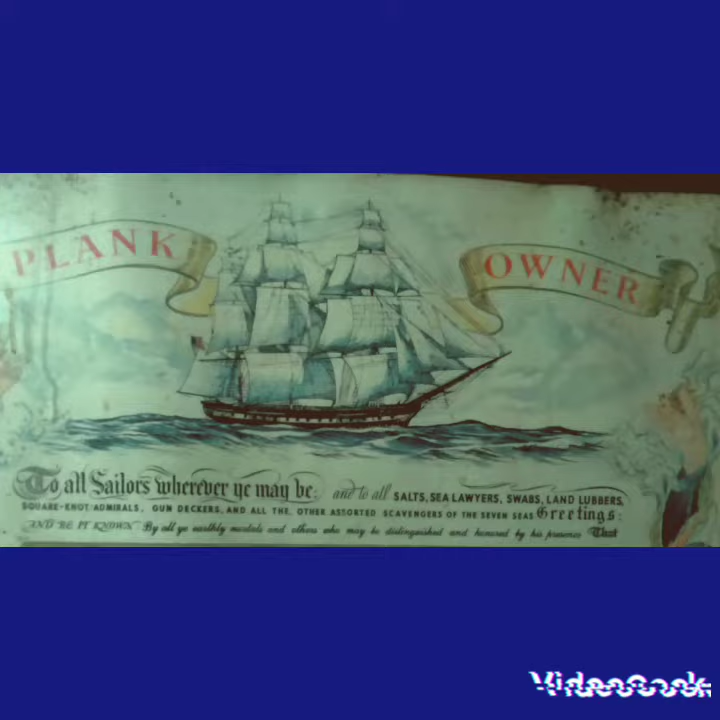 PLANK OWNER
To all Sailors wherever ye may be: and to all SALTS, SEA LAWYERS, SWABS, LAND LUBBERS,
SQUARE-KNOT ADMIRALS, GUN DECKERS, AND ALL THE OTHER ASSORTED SCAVENGERS OF THE SEVEN SEAS Greetings:
AND BE IT KNOWN By all ye earthly mortals and others who may be distinguished and honored by his presence That